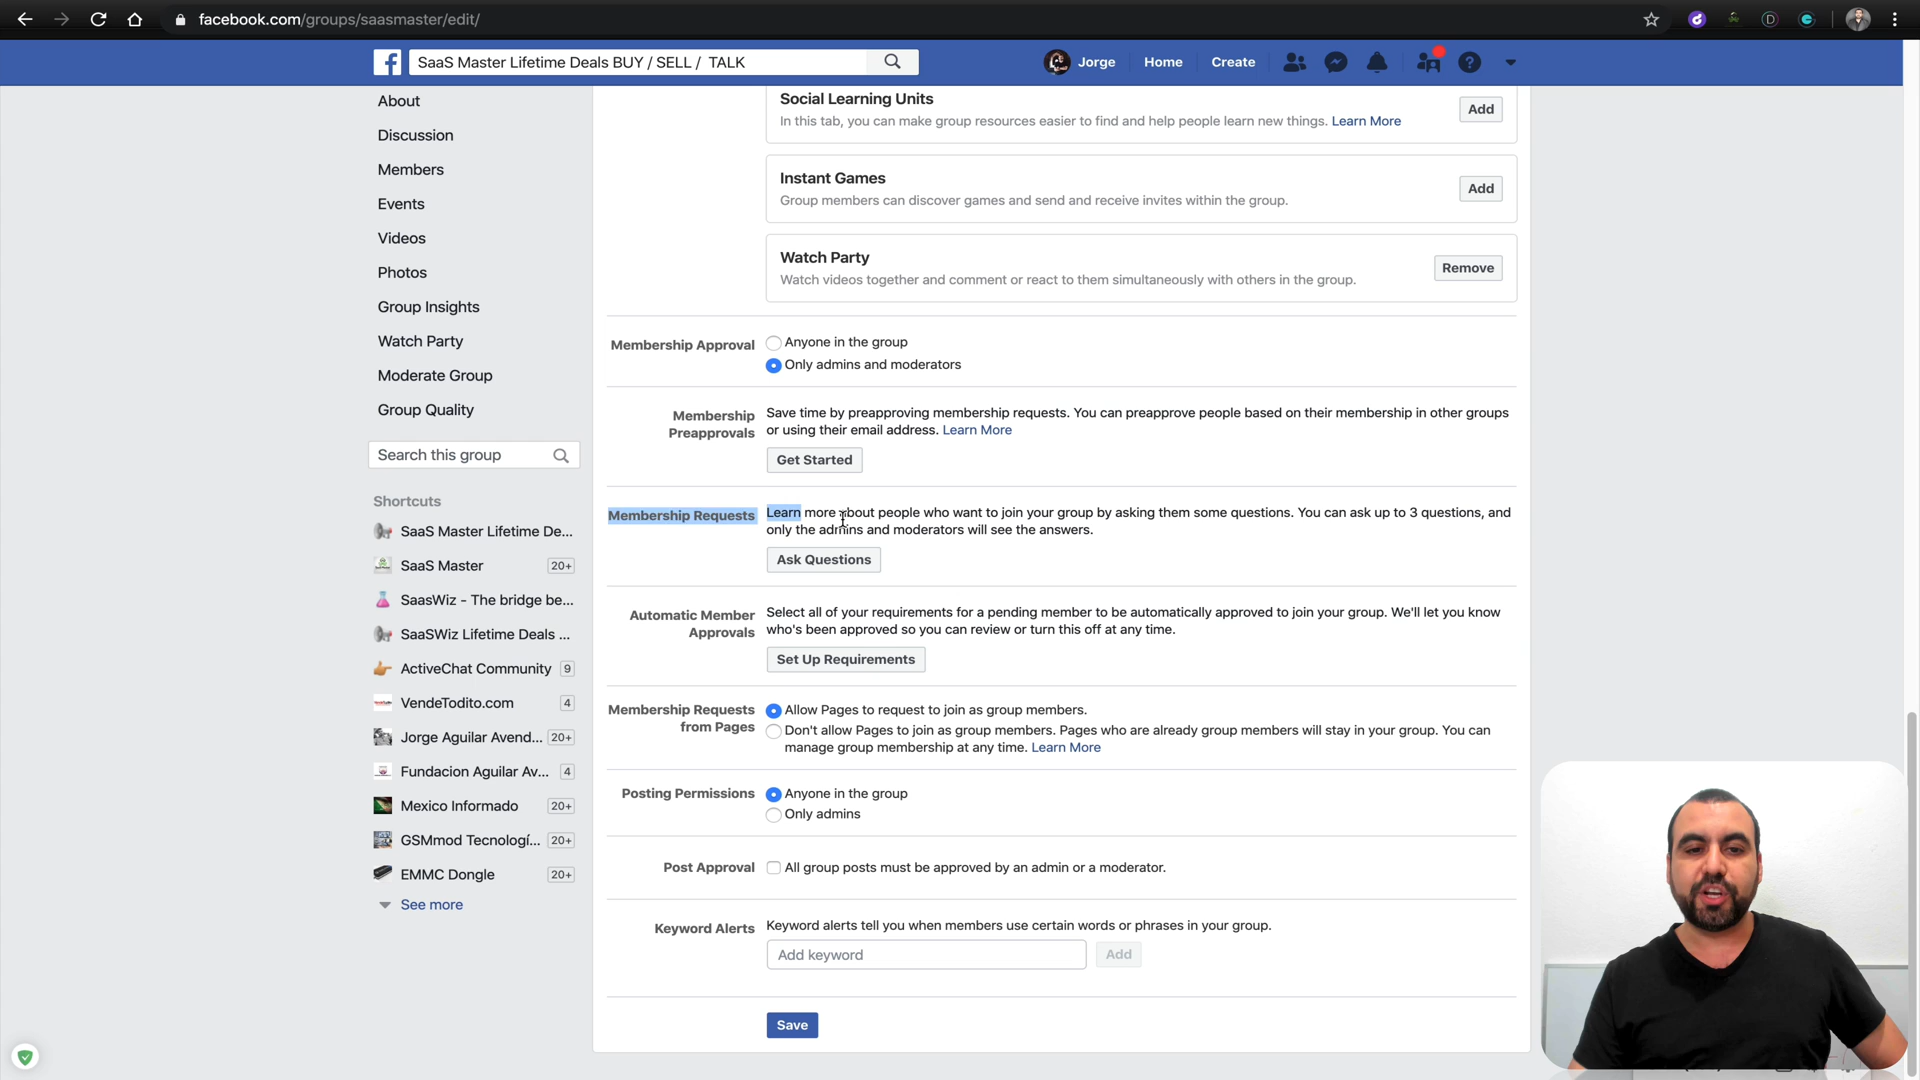 facebook.com/groups/saasmaster/edit/
SaaS Master Lifetime Deals BUY / SELL / TALK
Jorge
Home
Create
About
Discussion
Members
Events
Videos
Photos
Group Insights
Watch Party
Moderate Group
Group Quality
Search this group
Shortcuts
SaaS Master Lifetime De...
SaaS Master 20+
SaasWiz - The bridge be...
SaaSWiz Lifetime Deals ...
ActiveChat Community 9
VendeTodito.com 4
Jorge Aguilar Avend... 20+
Fundacion Aguilar Av... 4
Mexico Informado 20+
GSMmod Tecnologí... 20+
EMMC Dongle 20+
See more
Social Learning Units
In this tab, you can make group resources easier to find and help people learn new things. Learn More
Add
Instant Games
Group members can discover games and send and receive invites within the group.
Add
Watch Party
Watch videos together and comment or react to them simultaneously with others in the group.
Remove
Membership Approval
Anyone in the group
Only admins and moderators
Membership
Preapprovals
Save time by preapproving membership requests. You can preapprove people based on their membership in other groups
or using their email address. Learn More
Get Started
Membership Requests
Learn more about people who want to join your group by asking them some questions. You can ask up to 3 questions, and
only the admins and moderators will see the answers.
Ask Questions
Automatic Member
Approvals
Select all of your requirements for a pending member to be automatically approved to join your group. We'll let you know
who's been approved so you can review or turn this off at any time.
Set Up Requirements
Membership Requests
from Pages
Allow Pages to request to join as group members.
Don't allow Pages to join as group members. Pages who are already group members will stay in your group. You can
manage group membership at any time. Learn More
Posting Permissions
Anyone in the group
Only admins
Post Approval
All group posts must be approved by an admin or a moderator.
Keyword Alerts
Keyword alerts tell you when members use certain words or phrases in your group.
Add keyword
Add
Save